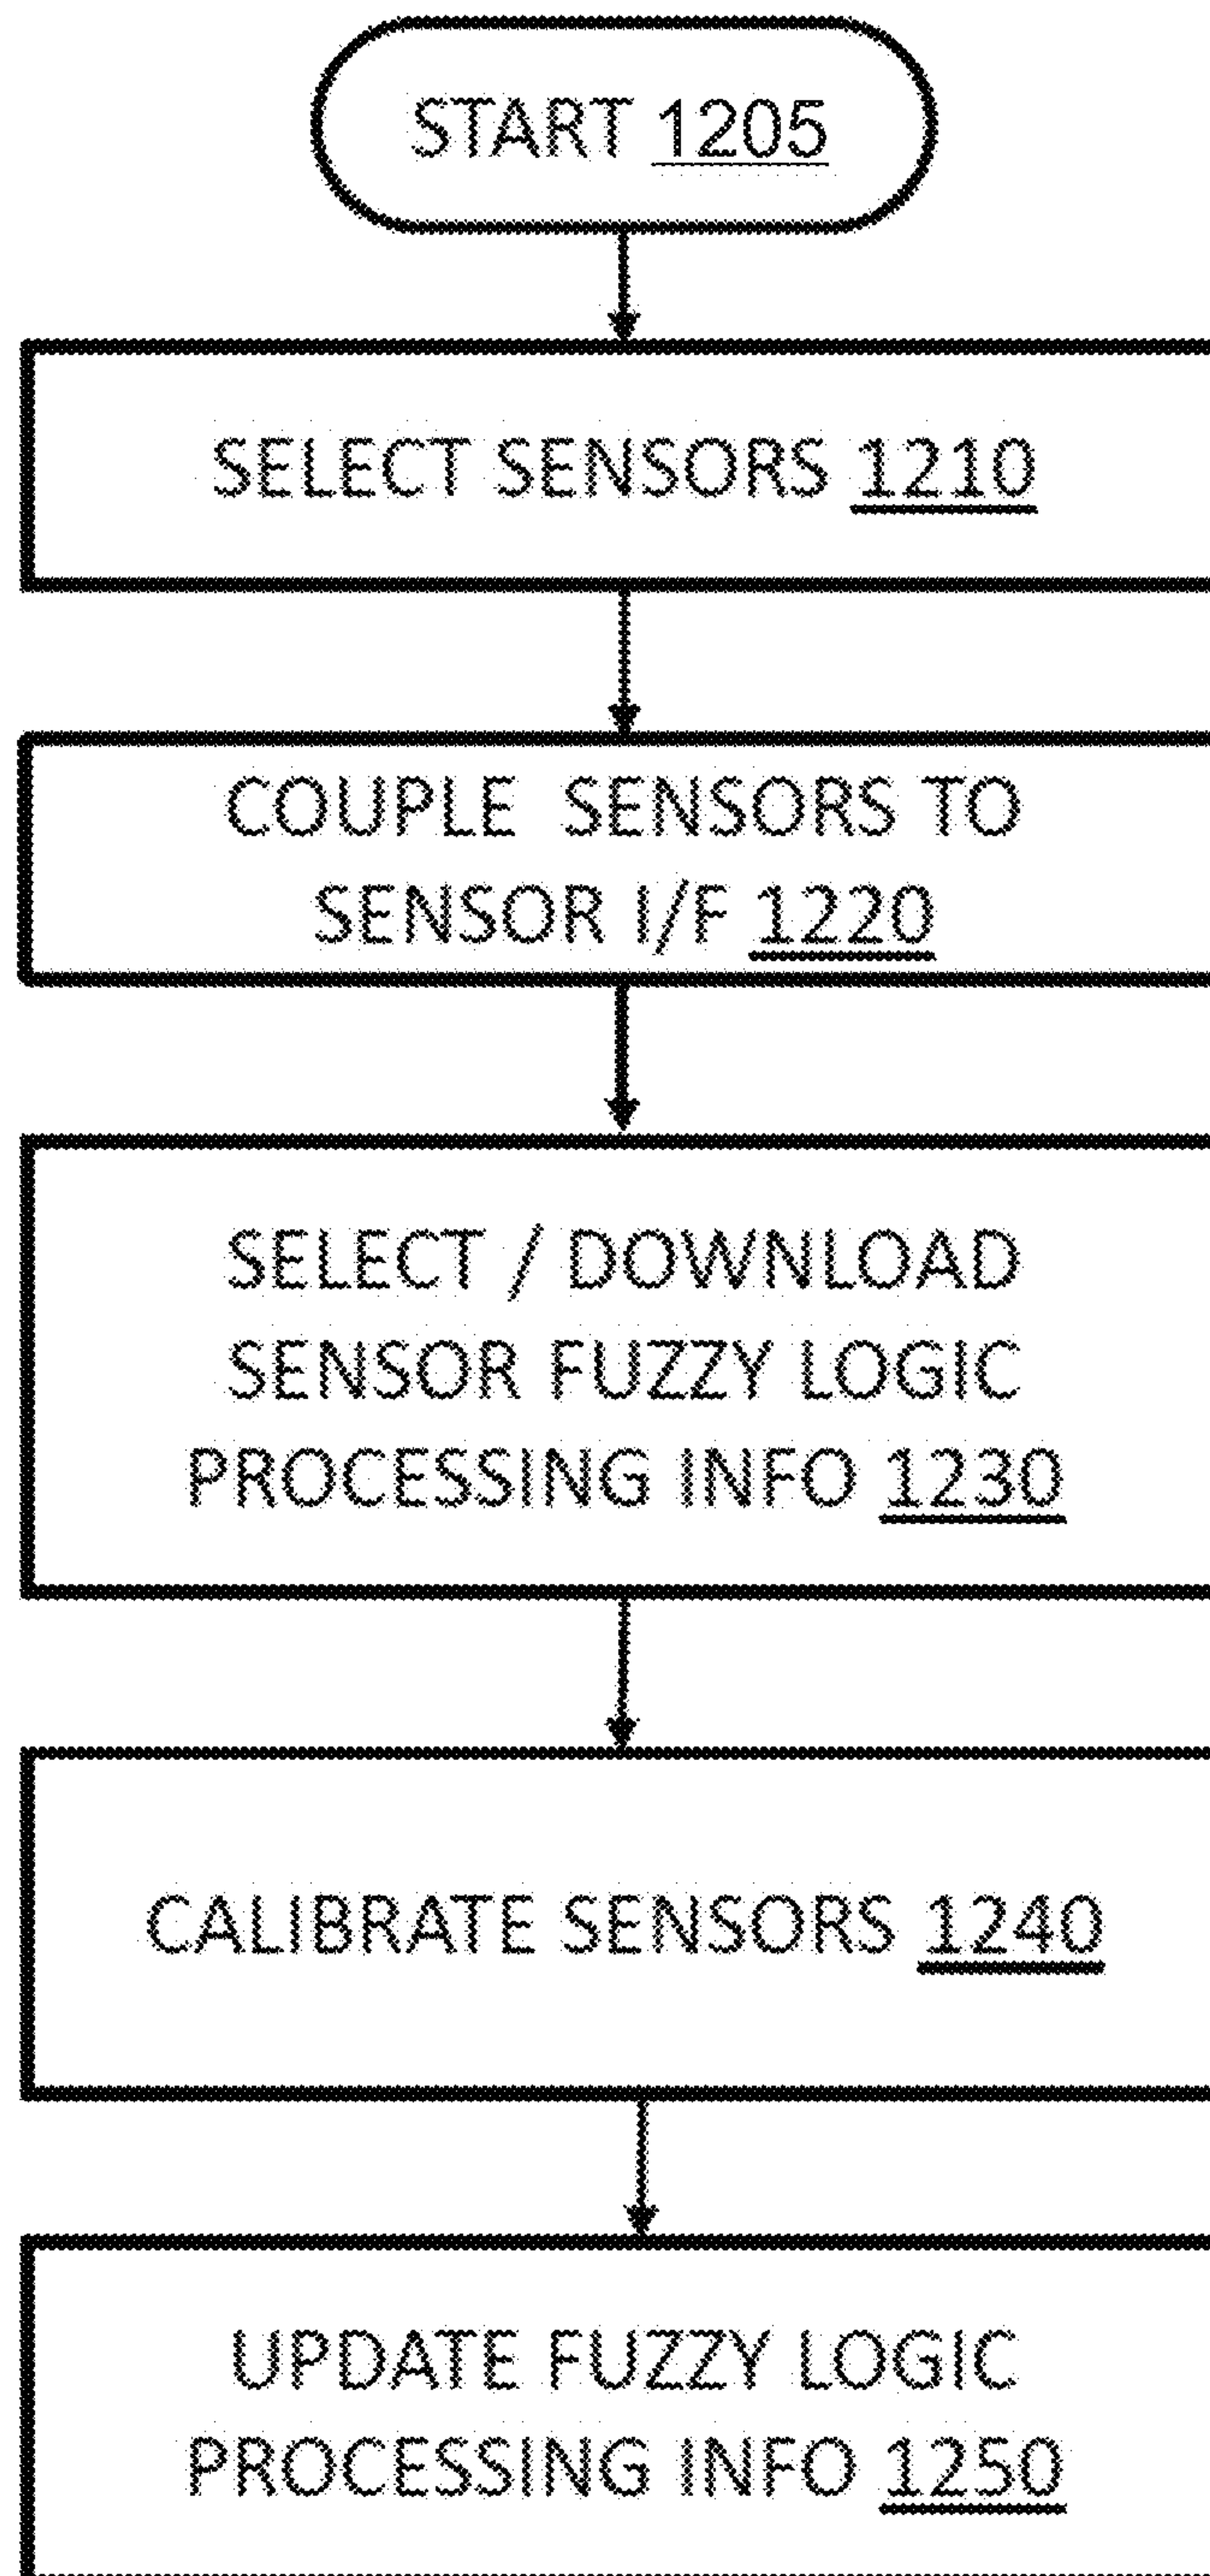 START 1205
SELECT SENSORS 1210
COUPLE SENSORS TO
SENSOR I/F 1220
SELECT / DOWNLOAD
SENSOR FUZZY LOGIC
PROCESSING INFO 1230
CALIBRATE SENSORS 1240
UPDATE FUZZY LOGIC
PROCESSING INFO 1250